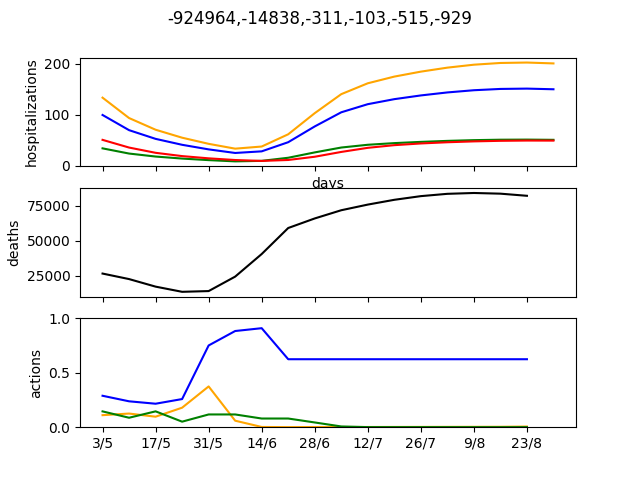 -924964,-14838,-311,-103,-515,-929
200
100
0
hospitalizations
days
75000
50000
25000
deaths
1.0
0.5
0.0
actions
3/5 17/5 31/5 14/6 28/6 12/7 26/7 9/8 23/8